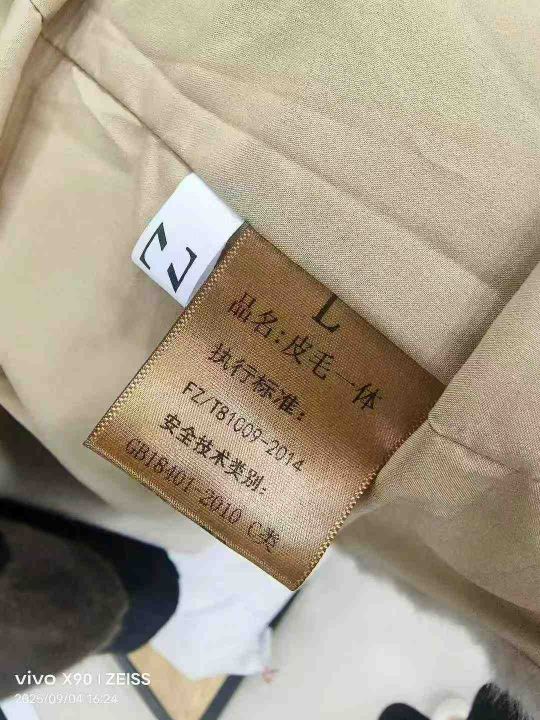 L
品名:皮毛一体
执行标准:
FZ/T81009-2014
安全技术类别:
GB18401-2010 C类
vivo X90 | ZEISS
2025/09/04 16:24